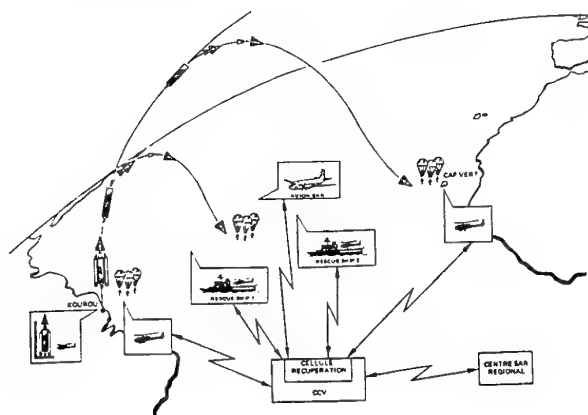 CAP VERT
AVION SAR
RESCUE SHIP 2
RESCUE SHIP 1
KOUROU
CELLULE
RECUPERATION
CCV
CENTRE SAR
REGIONAL